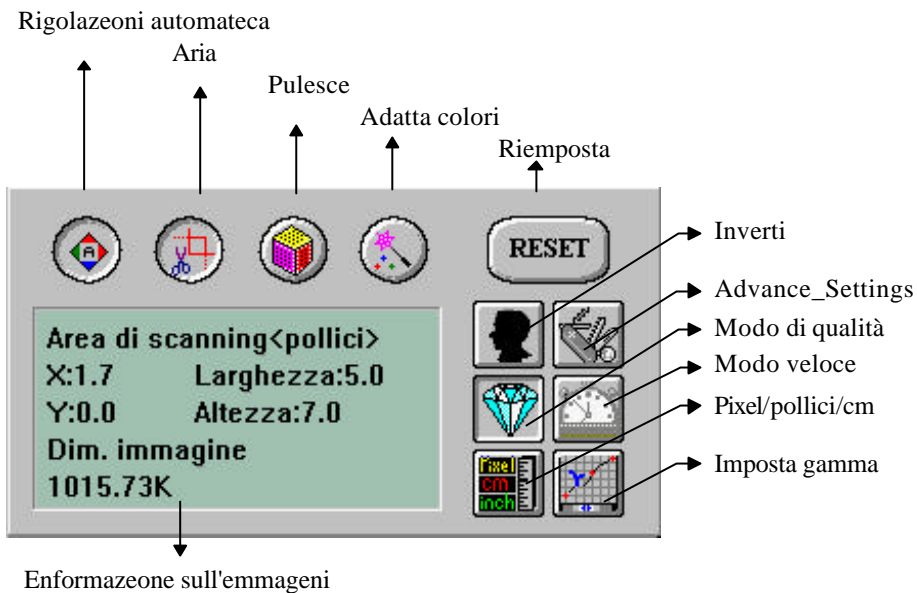 Rigolazeoni automateca
Aria
Pulesce
Adatta colori
Riemposta
RESET
A
Inverti
Advance_Settings
Modo di qualità
Modo veloce
Pixel/pollici/cm
Imposta gamma
Area di scanning<pollici>
X:1.7 Larghezza:5.0
Y:0.0 Altezza:7.0
Dim. immagine
1015.73K
Pixel
cm
inch
γ
Enformazeone sull'emmageni